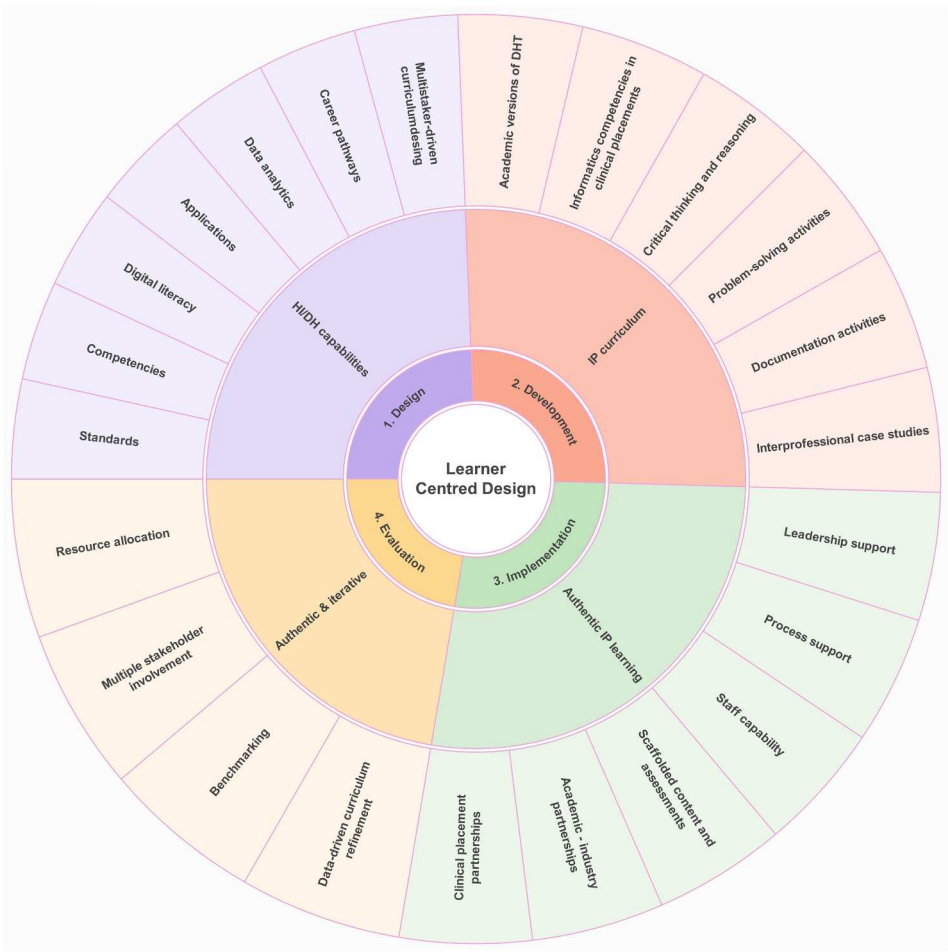 Learner
Centred Design
1. Design
2. Development
3. Implementation
4. Evaluation
HI/DH capabilities
IP curriculum
Authentic IP learning
Authentic & iterative
Standards
Competencies
Digital literacy
Applications
Data analytics
Career pathways
Multistaker-driven
curriculumdesing
Academic versions of DHT
Informatics competencies in
clinical placements
Critical thinking and reasoning
Problem-solving activities
Documentation activities
Interprofessional case studies
Leadership support
Process support
Staff capability
Scaffolded content and
assessments
Academic - industry
partnerships
Clinical placement
partnerships
Data-driven curriculum
refinement
Benchmarking
Multiple stakeholder
involvement
Resource allocation